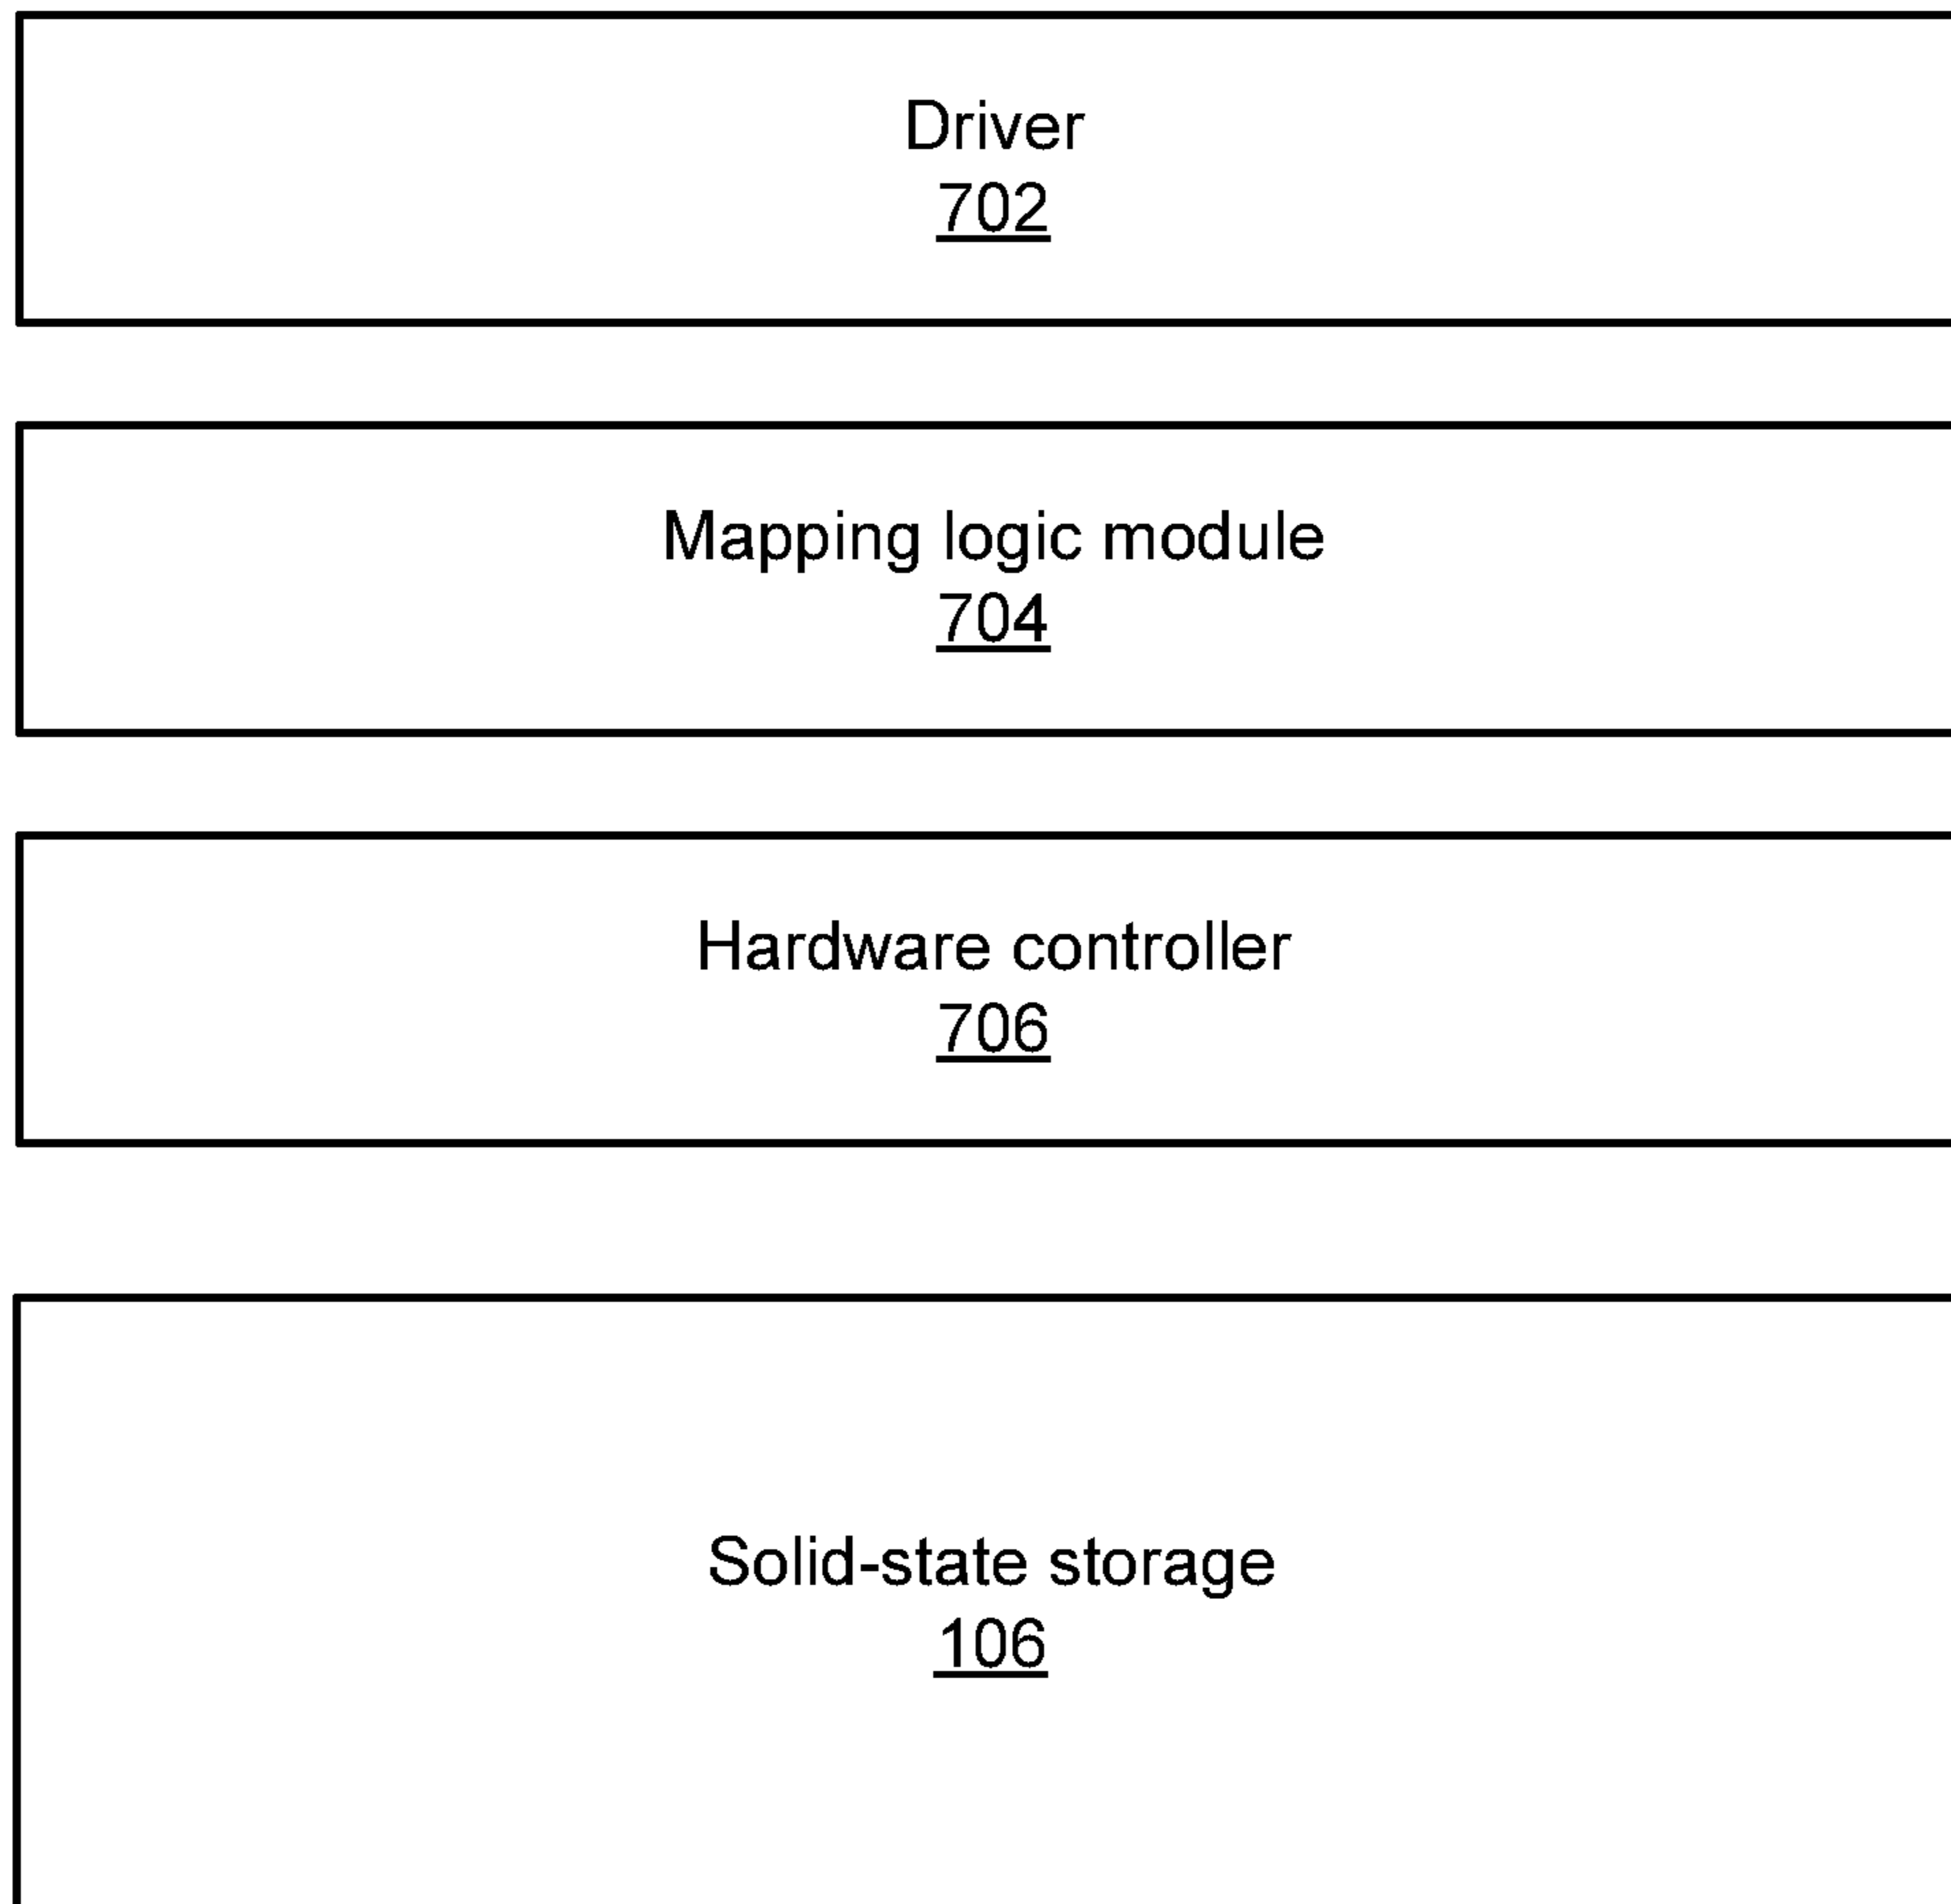 Driver
702
Mapping logic module
704
Hardware controller
706
Solid-state storage
106